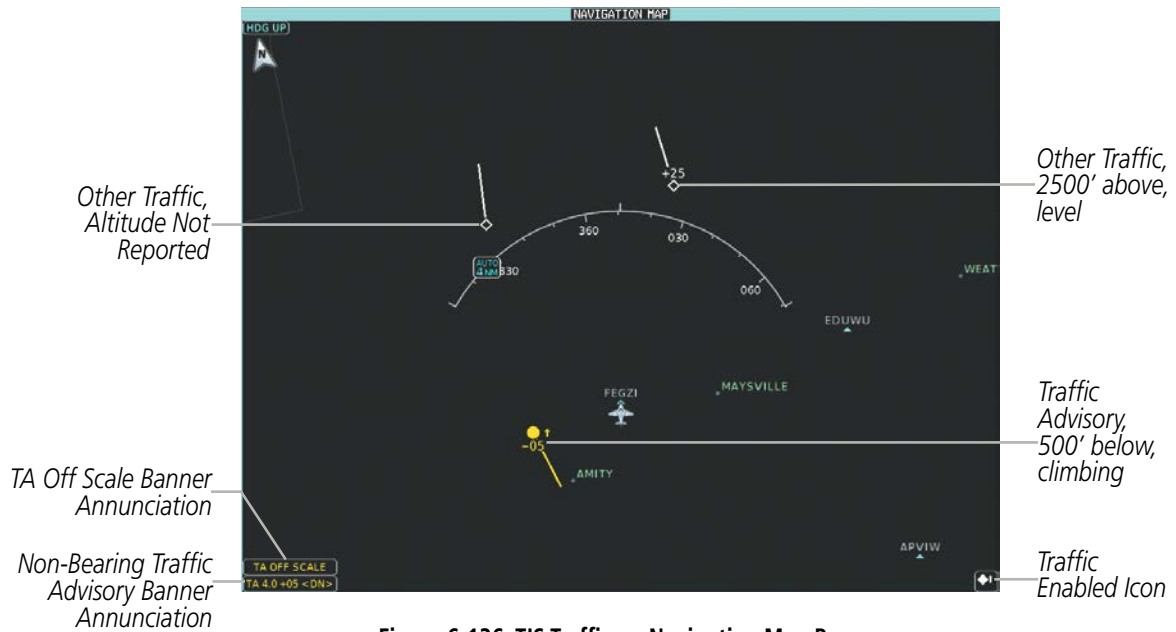 NAVIGATION MAP
HDG UP
N
+25
Other Traffic,
2500’ above,
level
Other Traffic,
Altitude Not
Reported
360
030
AUTO
4NM
330
060
WEAT
EDUWU
MAYSVILLE
FEGZI
Traffic
Advisory,
500’ below,
climbing
-05
AMITY
TA Off Scale Banner
Annunciation
APVIW
TA OFF SCALE
TA 4.0 +05 <DN>
Non-Bearing Traffic
Advisory Banner
Annunciation
Traffic
Enabled Icon